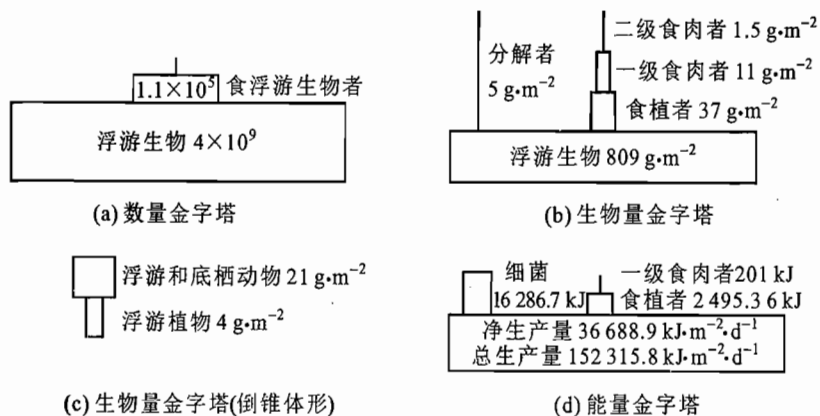 1.1×10⁵ 食浮游生物者
浮游生物 4×10⁹
(a) 数量金字塔
分解者
5 g·m⁻²
二级食肉者 1.5 g·m⁻²
一级食肉者 11 g·m⁻²
食植者 37 g·m⁻²
浮游生物 809 g·m⁻²
(b) 生物量金字塔
浮游和底栖动物 21 g·m⁻²
浮游植物 4 g·m⁻²
(c) 生物量金字塔(倒锥体形)
细菌
16 286.7 kJ
一级食肉者201 kJ
食植者 2 495.3 6 kJ
净生产量 36 688.9 kJ·m⁻²·d⁻¹
总生产量 152 315.8 kJ·m⁻²·d⁻¹
(d) 能量金字塔